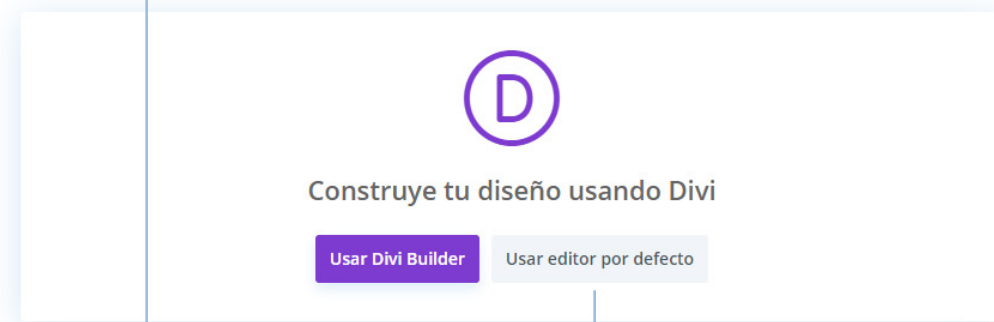 D
Construye tu diseño usando Divi
Usar Divi Builder Usar editor por defecto